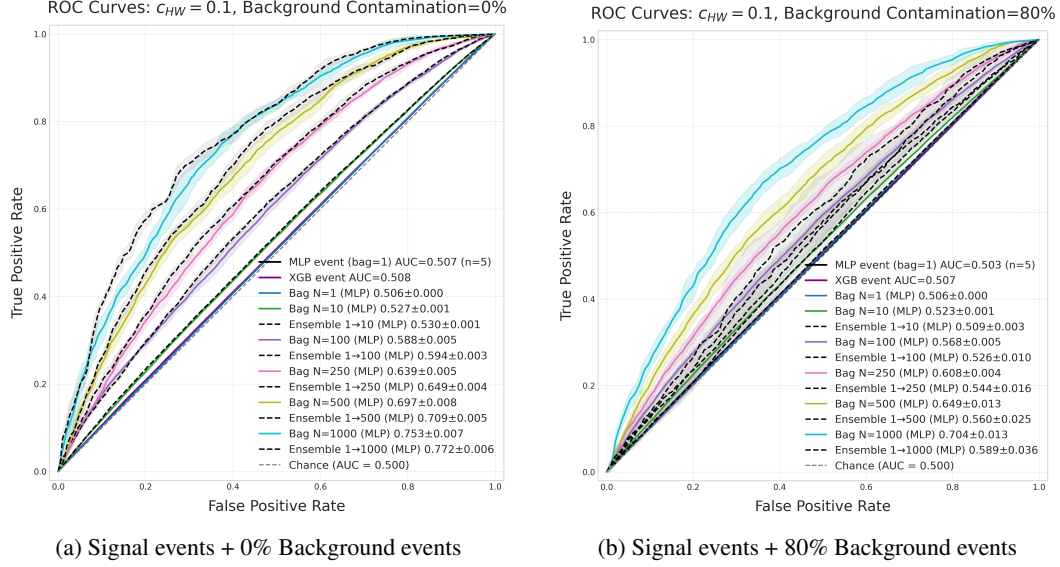 ROC Curves: c_HW = 0.1, Background Contamination=0%
1.0
0.8
0.6
0.4
0.2
0.0
0.0 0.2 0.4 0.6 0.8 1.0
True Positive Rate
False Positive Rate
MLP event (bag=1) AUC=0.507 (n=5)
XGB event AUC=0.508
Bag N=1 (MLP) 0.506±0.000
Bag N=10 (MLP) 0.527±0.001
Ensemble 1→10 (MLP) 0.530±0.001
Bag N=100 (MLP) 0.588±0.005
Ensemble 1→100 (MLP) 0.594±0.003
Bag N=250 (MLP) 0.639±0.005
Ensemble 1→250 (MLP) 0.649±0.004
Bag N=500 (MLP) 0.697±0.008
Ensemble 1→500 (MLP) 0.709±0.005
Bag N=1000 (MLP) 0.753±0.007
Ensemble 1→1000 (MLP) 0.772±0.006
Chance (AUC = 0.500)
(a) Signal events + 0% Background events
ROC Curves: c_HW = 0.1, Background Contamination=80%
1.0
0.8
0.6
0.4
0.2
0.0
0.0 0.2 0.4 0.6 0.8 1.0
True Positive Rate
False Positive Rate
MLP event (bag=1) AUC=0.503 (n=5)
XGB event AUC=0.507
Bag N=1 (MLP) 0.506±0.000
Bag N=10 (MLP) 0.523±0.001
Ensemble 1→10 (MLP) 0.509±0.003
Bag N=100 (MLP) 0.568±0.005
Ensemble 1→100 (MLP) 0.526±0.010
Bag N=250 (MLP) 0.608±0.004
Ensemble 1→250 (MLP) 0.544±0.016
Bag N=500 (MLP) 0.649±0.013
Ensemble 1→500 (MLP) 0.560±0.025
Bag N=1000 (MLP) 0.704±0.013
Ensemble 1→1000 (MLP) 0.589±0.036
Chance (AUC = 0.500)
(b) Signal events + 80% Background events